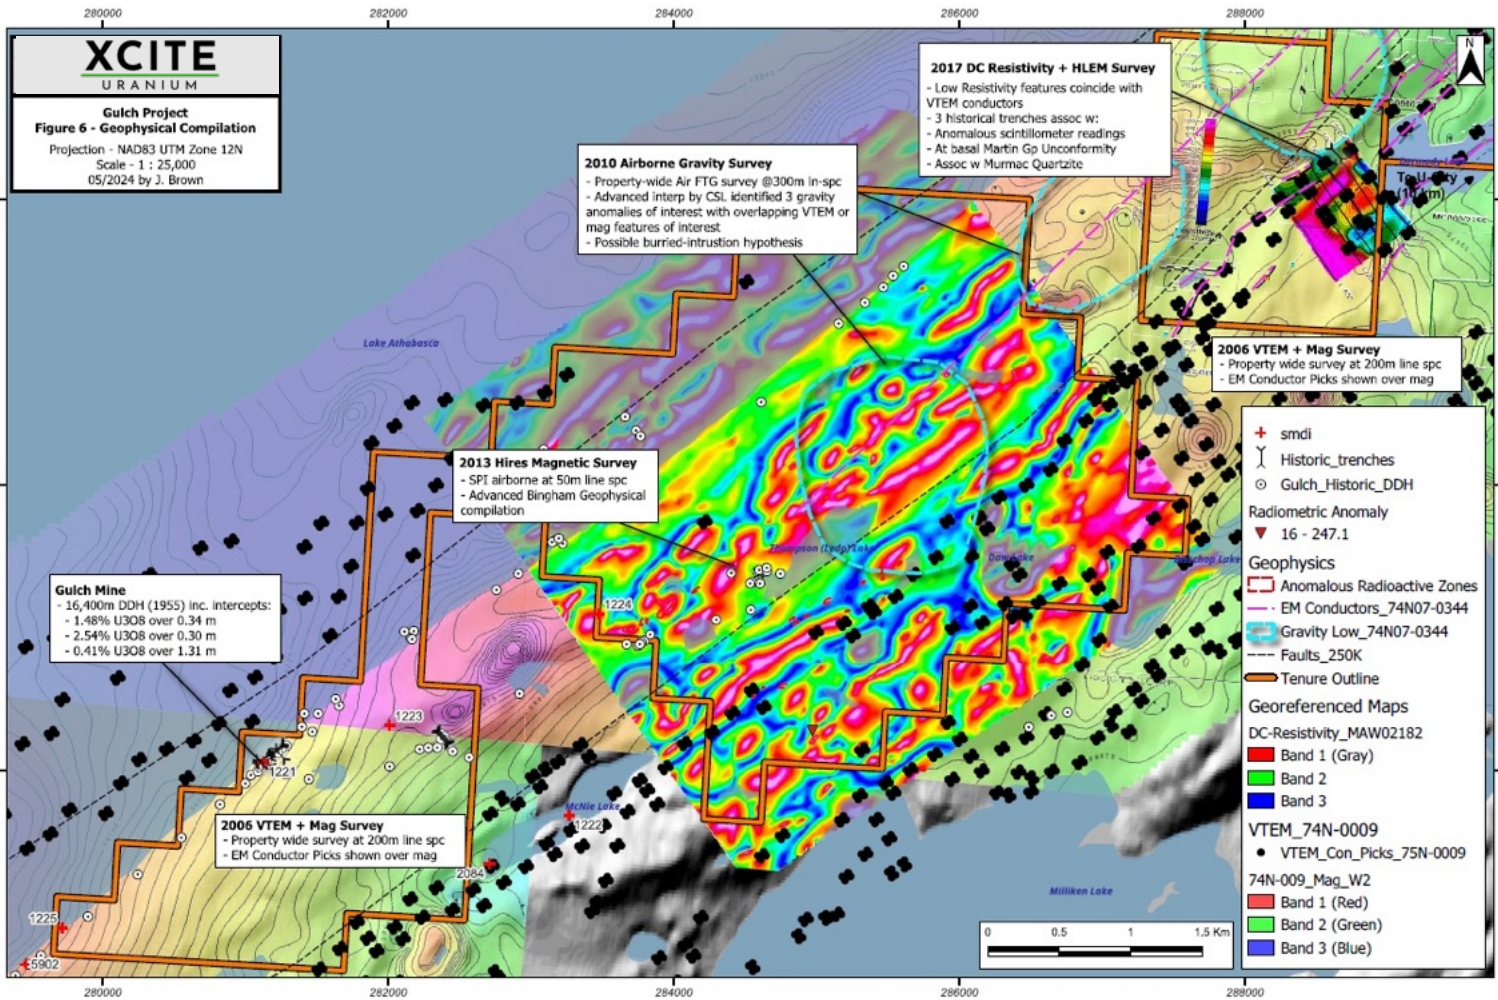 280000
282000
284000
286000
288000
XCITE
URANIUM
Gulch Project
Figure 6 - Geophysical Compilation
Projection - NAD83 UTM Zone 12N
Scale - 1 : 25,000
05/2024 by J. Brown
2017 DC Resistivity + HLEM Survey
- Low Resistivity features coincide with
VTEM conductors
- 3 historical trenches assoc w:
- Anomalous scintillometer readings
- At basal Martin Gp Unconformity
- Assoc w Murmac Quartzite
N
2010 Airborne Gravity Survey
- Property-wide Air FTG survey @300m ln-spc
- Advanced interp by CSL identified 3 gravity
anomalies of interest with overlapping VTEM or
mag features of interest
- Possible burried-intrusion hypothesis
Lake Athabasca
2006 VTEM + Mag Survey
- Property wide survey at 200m line spc
- EM Conductor Picks shown over mag
2013 Hires Magnetic Survey
- SPI airborne at 50m line spc
- Advanced Bingham Geophysical
compilation
Thompson (Ledp) Lake
Gulch Mine
- 16,400m DDH (1955) inc. intercepts:
- 1.48% U3O8 over 0.34 m
- 2.54% U3O8 over 0.30 m
- 0.41% U3O8 over 1.31 m
1224
1223
1221
McNie Lake
1222
2006 VTEM + Mag Survey
- Property wide survey at 200m line spc
- EM Conductor Picks shown over mag
2084
1225
5902
Milliken Lake
0
0.5
1
1.5 Km
smdi
Historic_trenches
Gulch_Historic_DDH
Radiometric Anomaly
16 - 247.1
Geophysics
Anomalous Radioactive Zones
EM Conductors_74N07-0344
Gravity Low_74N07-0344
Faults_250K
Tenure Outline
Georeferenced Maps
DC-Resistivity_MAW02182
Band 1 (Gray)
Band 2
Band 3
VTEM_74N-0009
VTEM_Con_Picks_75N-0009
74N-009_Mag_W2
Band 1 (Red)
Band 2 (Green)
Band 3 (Blue)
280000
282000
284000
286000
288000